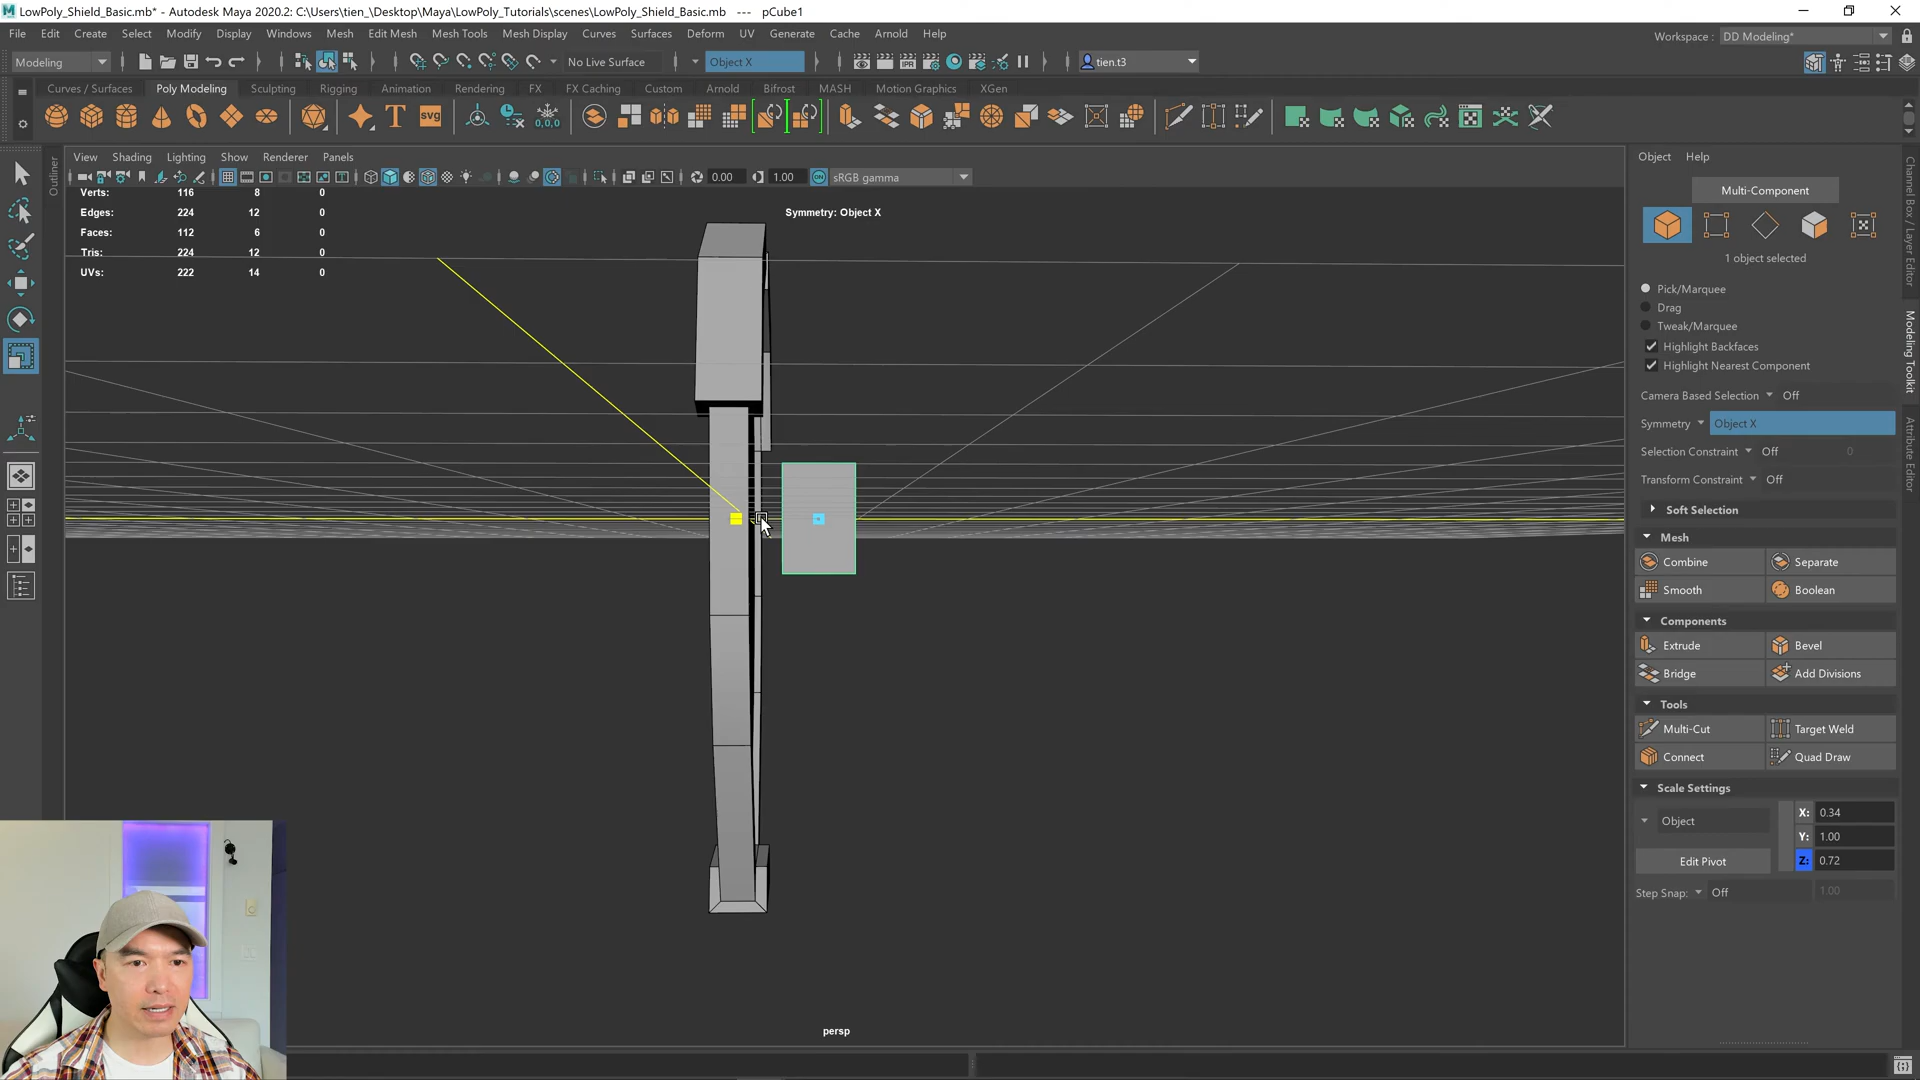 LowPoly_Shield_Basic.mb* - Autodesk Maya 2020.2: C:\Users\tien_\Desktop\Maya\LowPoly_Tutorials\scenes\LowPoly_Shield_Basic.mb --- pCube1
File Edit Create Select Modify Display Windows Mesh Edit Mesh Mesh Tools Mesh Display Curves Surfaces Deform UV Generate Cache Arnold Help
Workspace : DD Modeling*
Modeling No Live Surface Object X tien.t3
Curves / Surfaces Poly Modeling Sculpting Rigging Animation Rendering FX FX Caching Custom Arnold Bifrost MASH Motion Graphics XGen
T svg 0,0,0
View Shading Lighting Show Renderer Panels
0.00 1.00 ON sRGB gamma
Outliner
Verts: 116 8 0
Edges: 224 12 0
Faces: 112 6 0
Tris: 224 12 0
UVs: 222 14 0
Symmetry: Object X
persp
Object Help
Multi-Component
1 object selected
Pick/Marquee
Drag
Tweak/Marquee
Highlight Backfaces
Highlight Nearest Component
Camera Based Selection Off
Symmetry Object X
Selection Constraint Off 0
Transform Constraint Off
Soft Selection
Mesh
Combine Separate
Smooth Boolean
Components
Extrude Bevel
Bridge Add Divisions
Tools
Multi-Cut Target Weld
Connect Quad Draw
Scale Settings
Object X: 0.34
Y: 1.00
Edit Pivot Z: 0.72
Step Snap: Off 1.00
Channel Box / Layer Editor
Modeling Toolkit
Attribute Editor